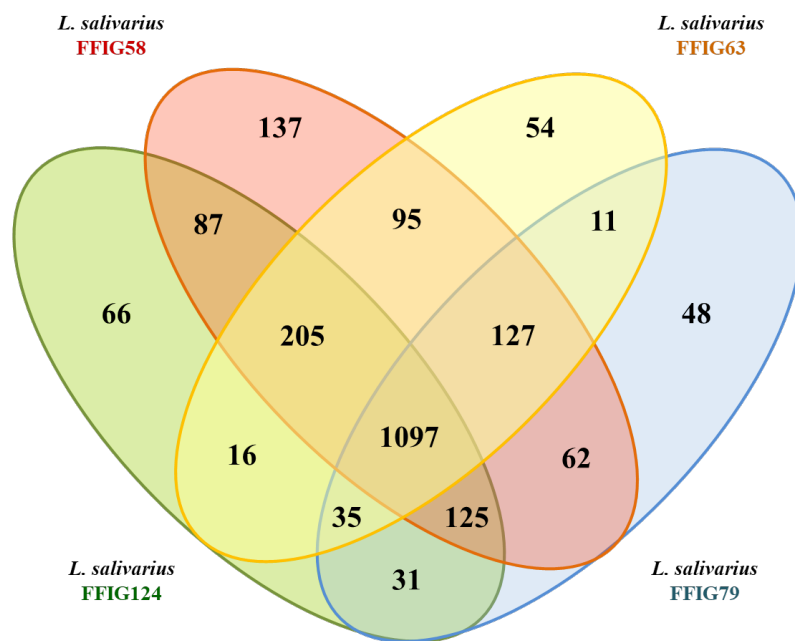 L. salivarius
FFIG58
L. salivarius
FFIG63
137
54
87
95
11
66
205
127
48
1097
16
62
35
125
31
L. salivarius
FFIG124
L. salivarius
FFIG79